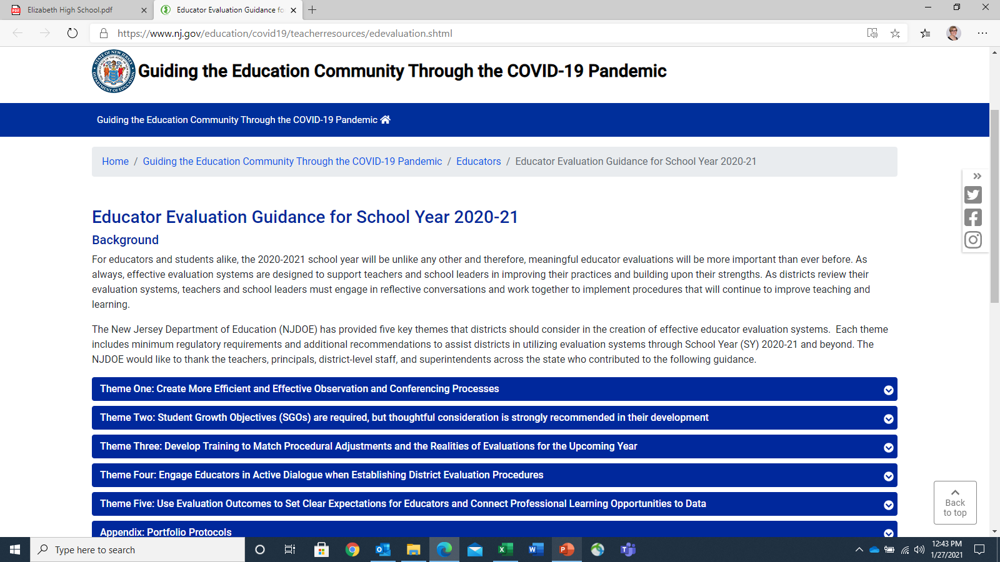 Elizabeth High School.pdf
Educator Evaluation Guidance fo
https://www.nj.gov/education/covid19/teacherresources/edevaluation.shtml
STATE OF NEW JERSEY
DEPARTMENT OF EDUCATION
Guiding the Education Community Through the COVID-19 Pandemic
Guiding the Education Community Through the COVID-19 Pandemic
Home / Guiding the Education Community Through the COVID-19 Pandemic / Educators / Educator Evaluation Guidance for School Year 2020-21
Educator Evaluation Guidance for School Year 2020-21
Background
For educators and students alike, the 2020-2021 school year will be unlike any other and therefore, meaningful educator evaluations will be more important than ever before. As
always, effective evaluation systems are designed to support teachers and school leaders in improving their practices and building upon their strengths. As districts review their
evaluation systems, teachers and school leaders must engage in reflective conversations and work together to implement procedures that will continue to improve teaching and
learning.
The New Jersey Department of Education (NJDOE) has provided five key themes that districts should consider in the creation of effective educator evaluation systems. Each theme
includes minimum regulatory requirements and additional recommendations to assist districts in utilizing evaluation systems through School Year (SY) 2020-21 and beyond. The
NJDOE would like to thank the teachers, principals, district-level staff, and superintendents across the state who contributed to the following guidance.
Theme One: Create More Efficient and Effective Observation and Conferencing Processes
Theme Two: Student Growth Objectives (SGOs) are required, but thoughtful consideration is strongly recommended in their development
Theme Three: Develop Training to Match Procedural Adjustments and the Realities of Evaluations for the Upcoming Year
Theme Four: Engage Educators in Active Dialogue when Establishing District Evaluation Procedures
Theme Five: Use Evaluation Outcomes to Set Clear Expectations for Educators and Connect Professional Learning Opportunities to Data
Appendix: Portfolio Protocols
Back
to top
Type here to search
12:43 PM
1/27/2021